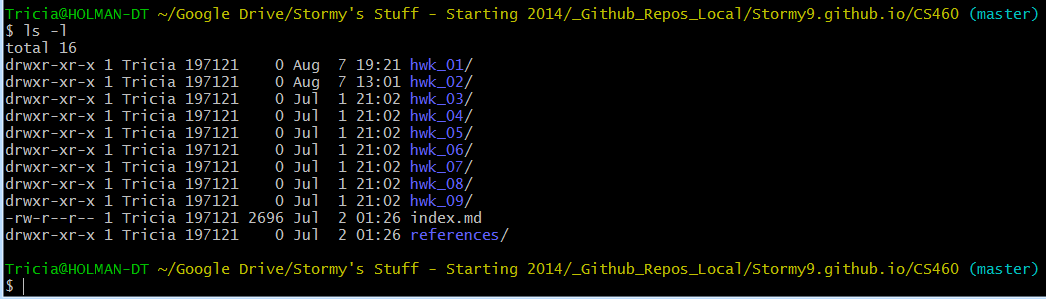 Tricia@HOLMAN-DT ~/Google Drive/Stormy's Stuff - Starting 2014/_Github_Repos_Local/Stormy9.github.io/CS460 (master)
$ ls -l
total 16
drwxr-xr-x 1 Tricia 197121    0 Aug  7 19:21 hwk_01/
drwxr-xr-x 1 Tricia 197121    0 Aug  7 13:01 hwk_02/
drwxr-xr-x 1 Tricia 197121    0 Jul  1 21:02 hwk_03/
drwxr-xr-x 1 Tricia 197121    0 Jul  1 21:02 hwk_04/
drwxr-xr-x 1 Tricia 197121    0 Jul  1 21:02 hwk_05/
drwxr-xr-x 1 Tricia 197121    0 Jul  1 21:02 hwk_06/
drwxr-xr-x 1 Tricia 197121    0 Jul  1 21:02 hwk_07/
drwxr-xr-x 1 Tricia 197121    0 Jul  1 21:02 hwk_08/
drwxr-xr-x 1 Tricia 197121    0 Jul  1 21:02 hwk_09/
-rw-r--r-- 1 Tricia 197121 2696 Jul  2 01:26 index.md
drwxr-xr-x 1 Tricia 197121    0 Jul  2 01:26 references/
Tricia@HOLMAN-DT ~/Google Drive/Stormy's Stuff - Starting 2014/_Github_Repos_Local/Stormy9.github.io/CS460 (master)
$